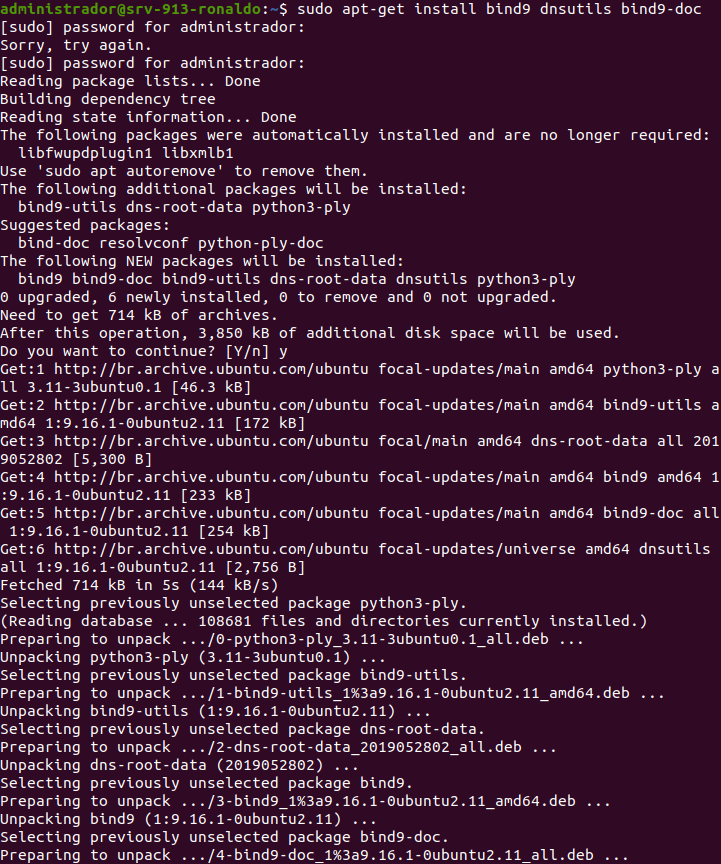 administrador@srv-913-ronaldo:~$ sudo apt-get install bind9 dnsutils bind9-doc
[sudo] password for administrador:
Sorry, try again.
[sudo] password for administrador:
Reading package lists... Done
Building dependency tree
Reading state information... Done
The following packages were automatically installed and are no longer required:
  libfwupdplugin1 libxmlb1
Use 'sudo apt autoremove' to remove them.
The following additional packages will be installed:
  bind9-utils dns-root-data python3-ply
Suggested packages:
  bind-doc resolvconf python-ply-doc
The following NEW packages will be installed:
  bind9 bind9-doc bind9-utils dns-root-data dnsutils python3-ply
0 upgraded, 6 newly installed, 0 to remove and 0 not upgraded.
Need to get 714 kB of archives.
After this operation, 3,850 kB of additional disk space will be used.
Do you want to continue? [Y/n] y
Get:1 http://br.archive.ubuntu.com/ubuntu focal-updates/main amd64 python3-ply a
ll 3.11-3ubuntu0.1 [46.3 kB]
Get:2 http://br.archive.ubuntu.com/ubuntu focal-updates/main amd64 bind9-utils a
md64 1:9.16.1-0ubuntu2.11 [172 kB]
Get:3 http://br.archive.ubuntu.com/ubuntu focal/main amd64 dns-root-data all 201
9052802 [5,300 B]
Get:4 http://br.archive.ubuntu.com/ubuntu focal-updates/main amd64 bind9 amd64 1
:9.16.1-0ubuntu2.11 [233 kB]
Get:5 http://br.archive.ubuntu.com/ubuntu focal-updates/main amd64 bind9-doc all
 1:9.16.1-0ubuntu2.11 [254 kB]
Get:6 http://br.archive.ubuntu.com/ubuntu focal-updates/universe amd64 dnsutils
all 1:9.16.1-0ubuntu2.11 [2,756 B]
Fetched 714 kB in 5s (144 kB/s)
Selecting previously unselected package python3-ply.
(Reading database ... 108681 files and directories currently installed.)
Preparing to unpack .../0-python3-ply_3.11-3ubuntu0.1_all.deb ...
Unpacking python3-ply (3.11-3ubuntu0.1) ...
Selecting previously unselected package bind9-utils.
Preparing to unpack .../1-bind9-utils_1%3a9.16.1-0ubuntu2.11_amd64.deb ...
Unpacking bind9-utils (1:9.16.1-0ubuntu2.11) ...
Selecting previously unselected package dns-root-data.
Preparing to unpack .../2-dns-root-data_2019052802_all.deb ...
Unpacking dns-root-data (2019052802) ...
Selecting previously unselected package bind9.
Preparing to unpack .../3-bind9_1%3a9.16.1-0ubuntu2.11_amd64.deb ...
Unpacking bind9 (1:9.16.1-0ubuntu2.11) ...
Selecting previously unselected package bind9-doc.
Preparing to unpack .../4-bind9-doc_1%3a9.16.1-0ubuntu2.11_all.deb ...